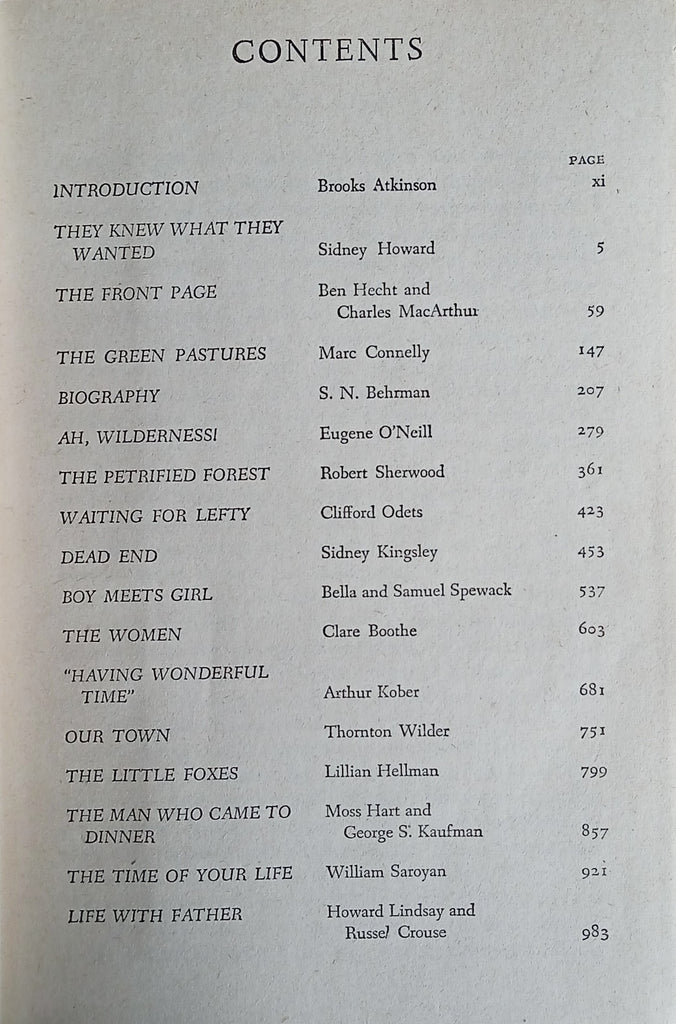 CONTENTS
PAGE
INTRODUCTION Brooks Atkinson xi
THEY KNEW WHAT THEY
WANTED Sidney Howard 5
THE FRONT PAGE Ben Hecht and
Charles MacArthur 59
THE GREEN PASTURES Marc Connelly 147
BIOGRAPHY S. N. Behrman 207
AH, WILDERNESS! Eugene O'Neill 279
THE PETRIFIED FOREST Robert Sherwood 361
WAITING FOR LEFTY Clifford Odets 423
DEAD END Sidney Kingsley 453
BOY MEETS GIRL Bella and Samuel Spewack 537
THE WOMEN Clare Boothe 603
"HAVING WONDERFUL
TIME" Arthur Kober 681
OUR TOWN Thornton Wilder 751
THE LITTLE FOXES Lillian Hellman 799
THE MAN WHO CAME TO Moss Hart and
DINNER George S. Kaufman 857
THE TIME OF YOUR LIFE William Saroyan 921
LIFE WITH FATHER Howard Lindsay and
Russel Crouse 983